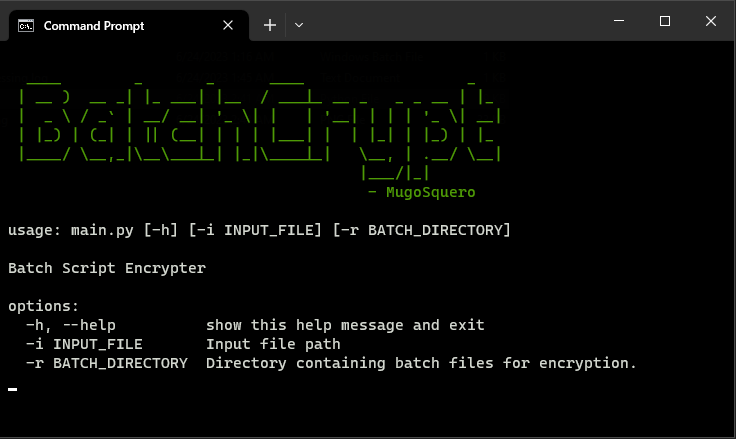 Command Prompt
BatchCrypt
- MugoSquero
usage: main.py [-h] [-i INPUT_FILE] [-r BATCH_DIRECTORY]
Batch Script Encrypter
options:
-h, --help show this help message and exit
-i INPUT_FILE Input file path
-r BATCH_DIRECTORY Directory containing batch files for encryption.